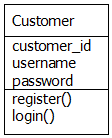 Customer
customer_id
username
password
register()
login()